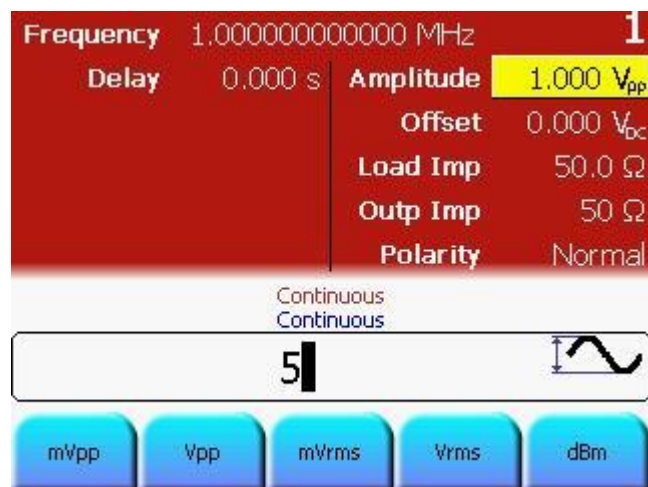 Frequency 1.000000000000 MHz 1
Delay 0.000 s Amplitude 1.000 Vpp
Offset 0.000 VDC
Load Imp 50.0 Ω
Outp Imp 50 Ω
Polarity Normal
Continuous
Continuous
5
mVpp Vpp mVrms Vrms dBm